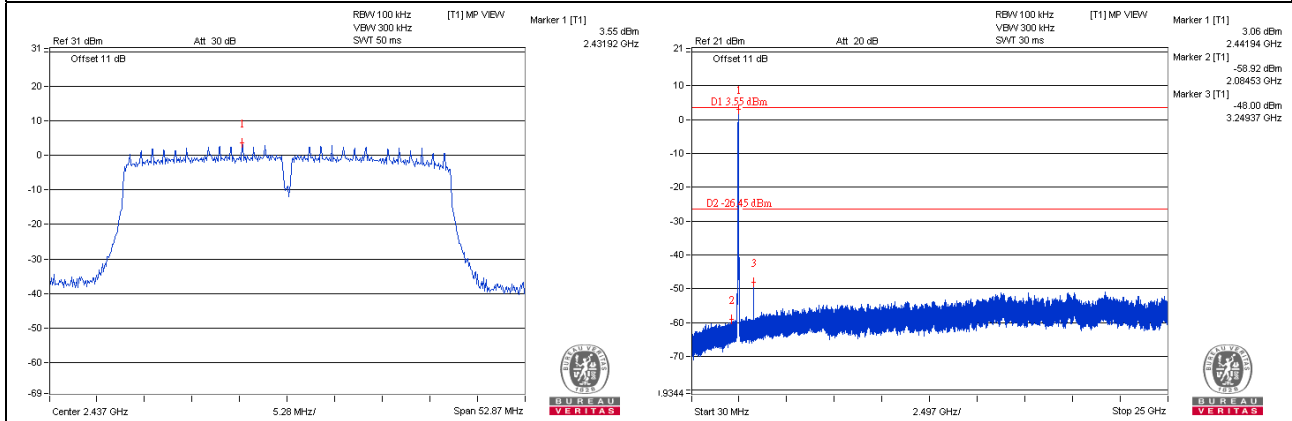 RBW 100 kHz [T1] MP VIEW
VBW 300 kHz
Ref 31 dBm Att 30 dB SWT 50 ms
Marker 1 [T1]
3.55 dBm
2.43192 GHz
31
Offset 11 dB
20
10
1
0
-10
-20
-30
-40
-50
-60
-69
Center 2.437 GHz 5.28 MHz/ Span 52.87 MHz
BUREAU VERITAS
1828
BUREAU
VERITAS
RBW 100 kHz [T1] MP VIEW
VBW 300 kHz
Ref 21 dBm Att 20 dB SWT 30 ms
Marker 1 [T1]
3.06 dBm
2.44194 GHz
Marker 2 [T1]
-58.92 dBm
2.08453 GHz
Marker 3 [T1]
-48.00 dBm
3.24937 GHz
21
Offset 11 dB
10
1
D1 3.55 dBm
0
-10
-20
D2 -26.45 dBm
-30
-40
3
-50
2
-60
-70
.9344
Start 30 MHz 2.497 GHz/ Stop 25 GHz
BUREAU VERITAS
1828
BUREAU
VERITAS